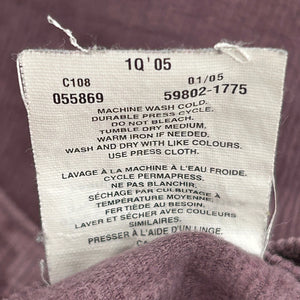 1Q'05
C108 01/05
055869 59802-1775
MACHINE WASH COLD.
DURABLE PRESS CYCLE.
DO NOT BLEACH.
TUMBLE DRY MEDIUM,
WARM IRON IF NEEDED.
WASH AND DRY WITH LIKE COLOURS.
USE PRESS CLOTH.
LAVAGE À LA MACHINE À L'EAU FROIDE.
CYCLE PERMAPRESS.
NE PAS BLANCHIR.
SÉCHAGE PAR CULBUTAGE À
TEMPÉRATURE MOYENNE.
FER TIÈDE AU BESOIN.
LAVER ET SÉCHER AVEC COULEURS
SIMILAIRES.
PRESSER À L'AIDE D'UN LINGE.